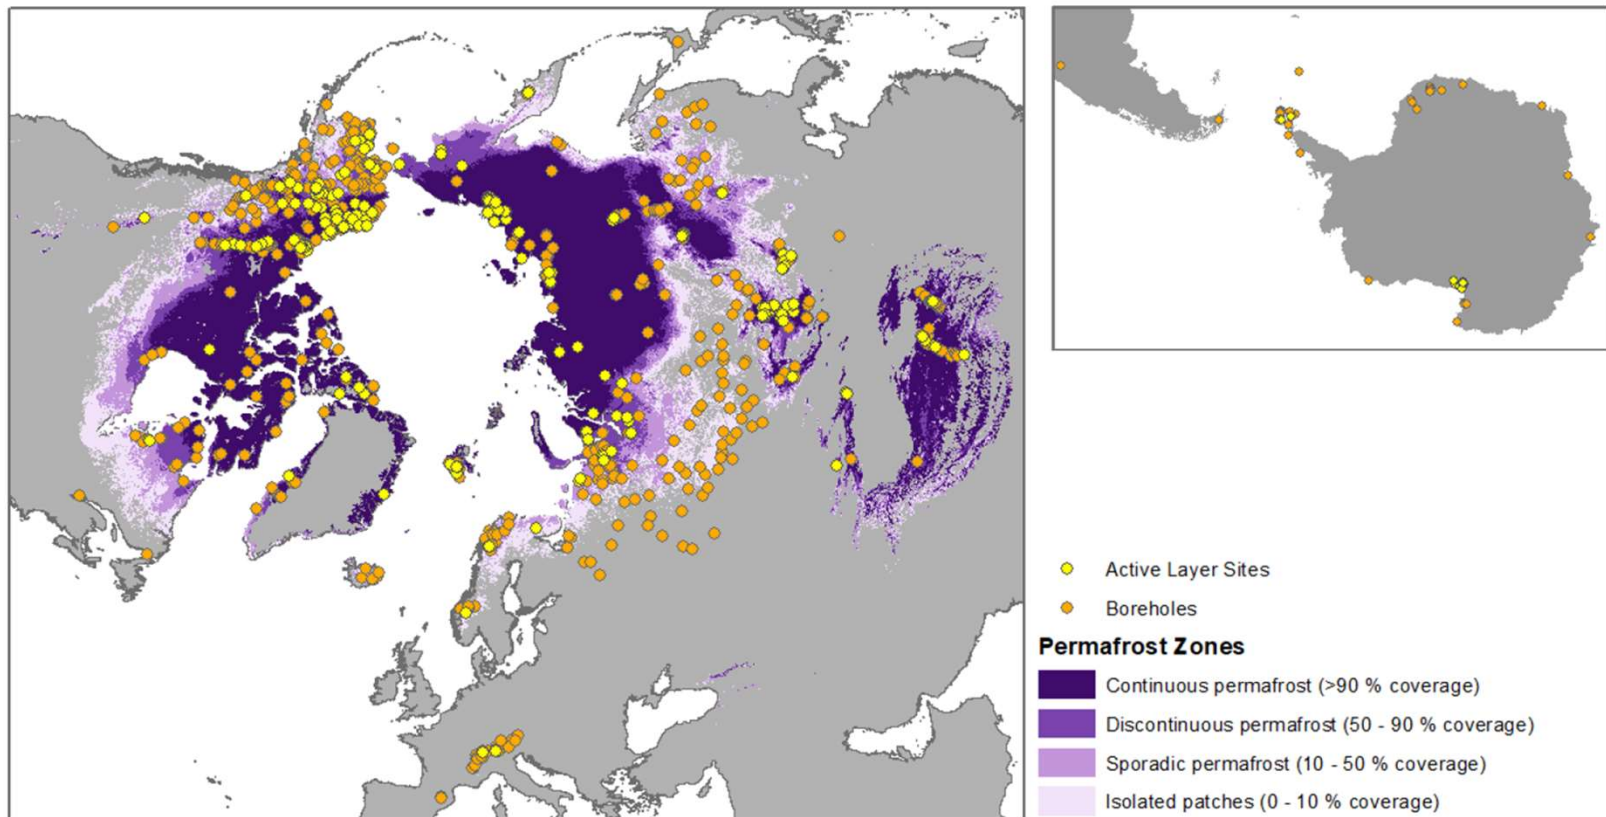 Active Layer Sites
Boreholes
Permafrost Zones
Continuous permafrost (>90 % coverage)
Discontinuous permafrost (50 - 90 % coverage)
Sporadic permafrost (10 - 50 % coverage)
Isolated patches (0 - 10 % coverage)